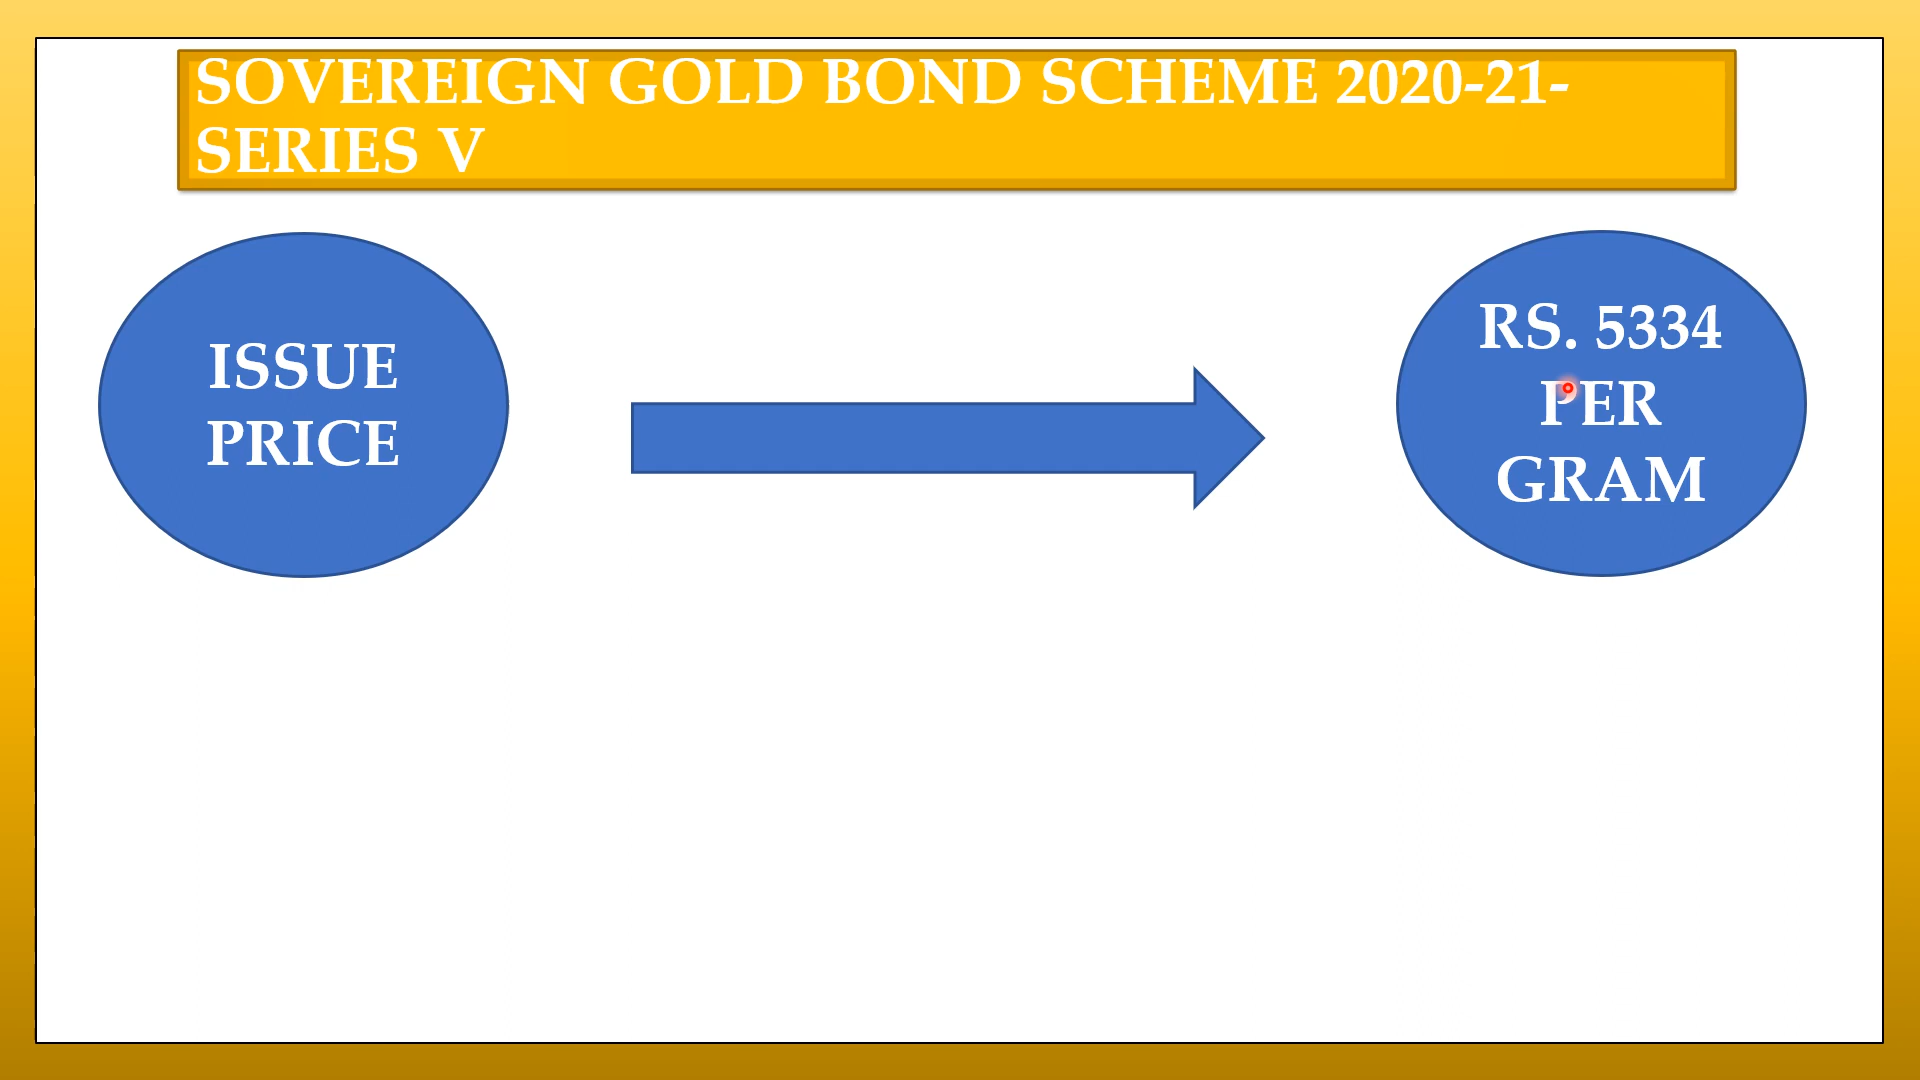 SOVEREIGN GOLD BOND SCHEME 2020-21-
SERIES V
ISSUE
PRICE
RS. 5334
PER
GRAM